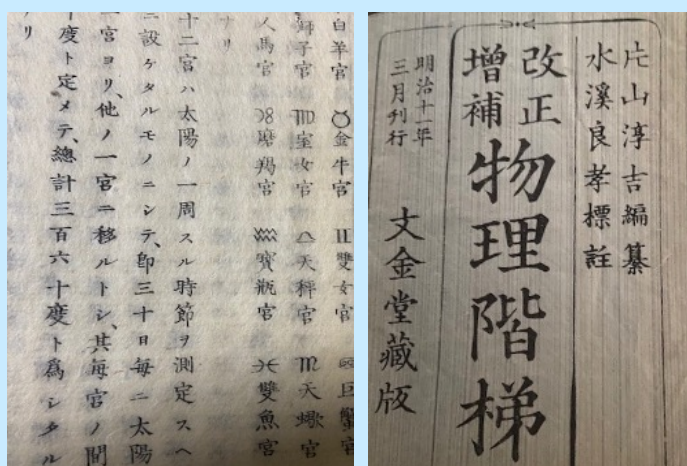 片山淳吉編纂
水溪良孝標註
改正
增補
物理階梯
明治十一年
三月刊行
文金堂藏版
白羊宮 ♉金牛宮 ♊雙女宮 ♋巨蟹宮
獅子宮 ♍室女宮 ♎天秤宮 ♏天蠍宮
人馬宮 ♑磨羯宮 ♒寶瓶宮 ♓雙魚宮
ナリ
十二宮ハ太陽ノ一周スル時節ヲ測定スヘ
ニ設ケタルモノニシテ、即三十日每ニ太陽
一宮ヨリ、他ノ一宮ニ移ルトシ、其每宮ノ間
十度ト定メテ、總計三百六十度ト爲シタル
リ